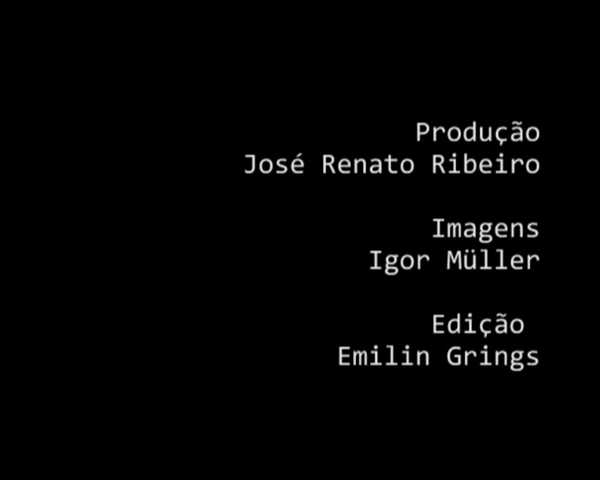 Produção
José Renato Ribeiro
Imagens
Igor Müller
Edição
Emilin Grings